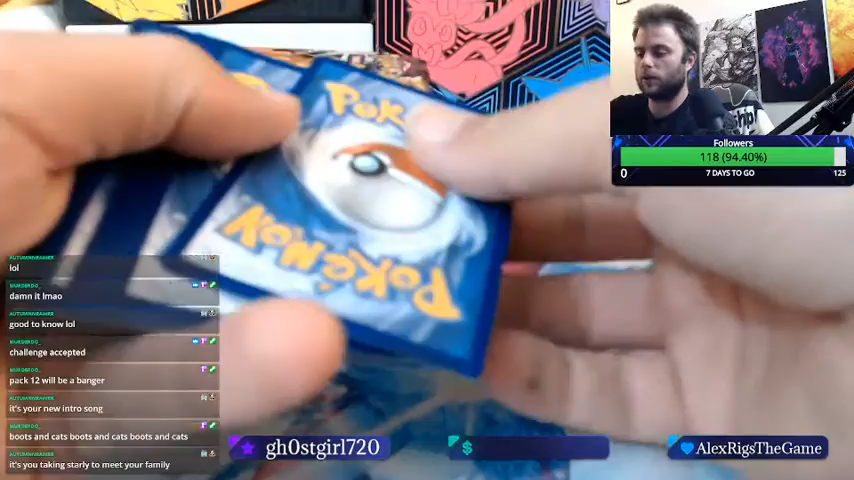 POKé
POKéMON
Followers
118 (94.40%)
0
7 DAYS TO GO
125
lol
damn it lmao
good to know lol
challenge accepted
pack 12 will be a banger
it's your new intro song
boots and cats boots and cats boots and cats
it's you taking starly to meet your family
gh0stgirl720
$
AlexRigsTheGame